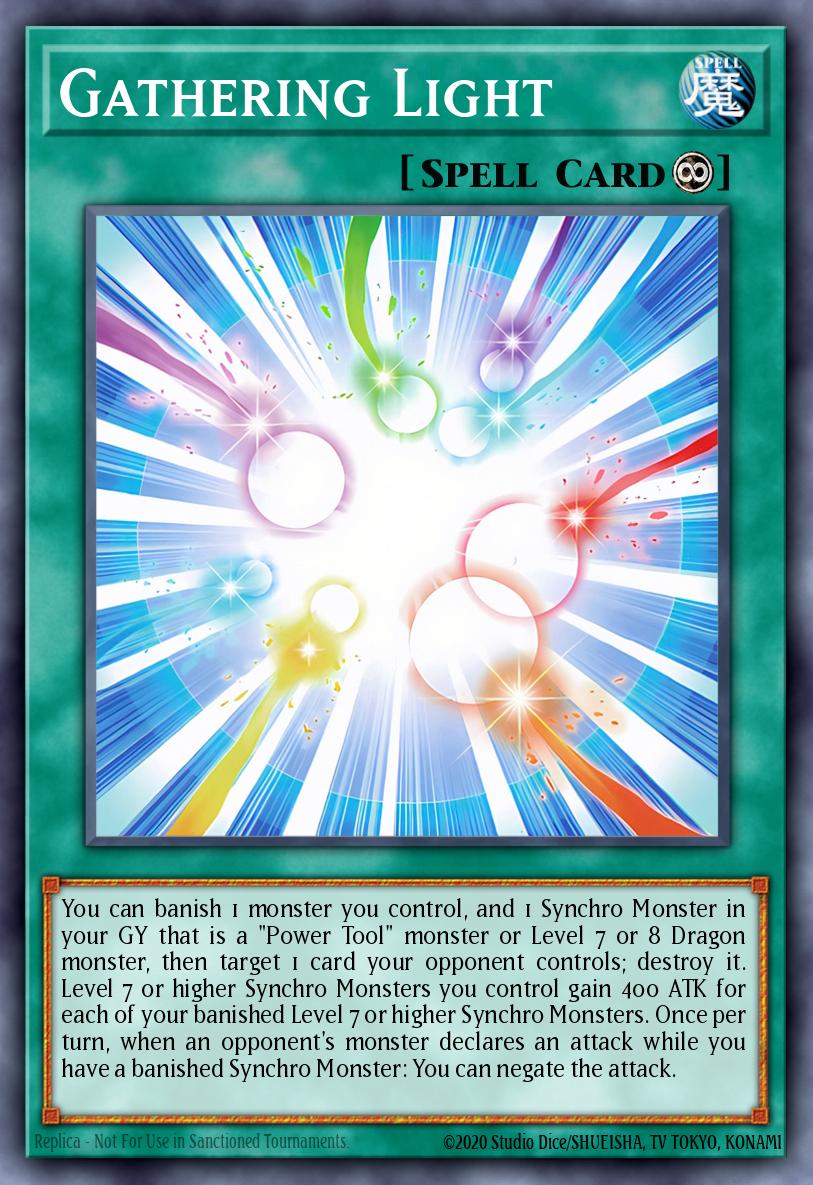 Gathering Light
SPELL
魔
[Spell Card♾]
You can banish 1 monster you control, and 1 Synchro Monster in
your GY that is a "Power Tool" monster or Level 7 or 8 Dragon
monster, then target 1 card your opponent controls; destroy it.
Level 7 or higher Synchro Monsters you control gain 400 ATK for
each of your banished Level 7 or higher Synchro Monsters. Once per
turn, when an opponent's monster declares an attack while you
have a banished Synchro Monster: You can negate the attack.
Replica - Not For Use in Sanctioned Tournaments.
©2020 Studio Dice/SHUEISHA, TV TOKYO, KONAMI